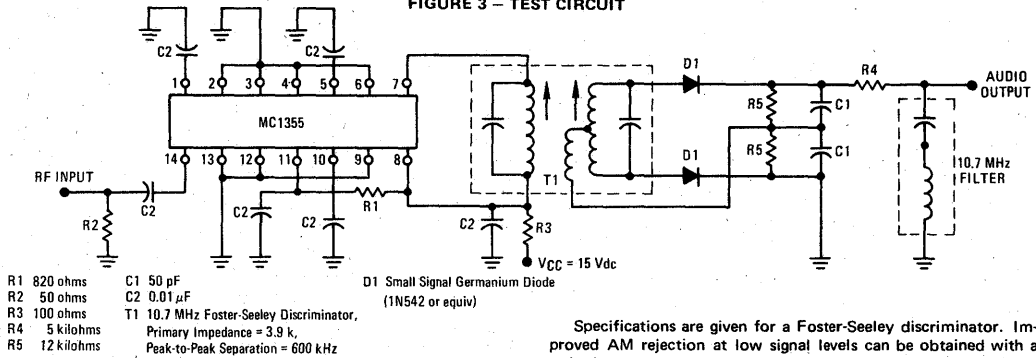 FIGURE 3 – TEST CIRCUIT
C2
C2
1 2 3 4 5 6 7
MC1355
14 13 12 11 10 9 8
RF INPUT
C2
R2
C2
C2
R1
C2
R3
VCC = 15 Vdc
T1
D1
D1
R5
R5
C1
C1
R4
AUDIO
OUTPUT
10.7 MHz
FILTER
R1 820 ohms
R2 50 ohms
R3 100 ohms
R4 5 kilohms
R5 12 kilohms
C1 50 pF
C2 0.01 μF
T1 10.7 MHz Foster-Seeley Discriminator,
Primary Impedance = 3.9 k,
Peak-to-Peak Separation = 600 kHz
D1 Small Signal Germanium Diode
(1N542 or equiv)
Specifications are given for a Foster-Seeley discriminator. Im-
proved AM rejection at low signal levels can be obtained with a